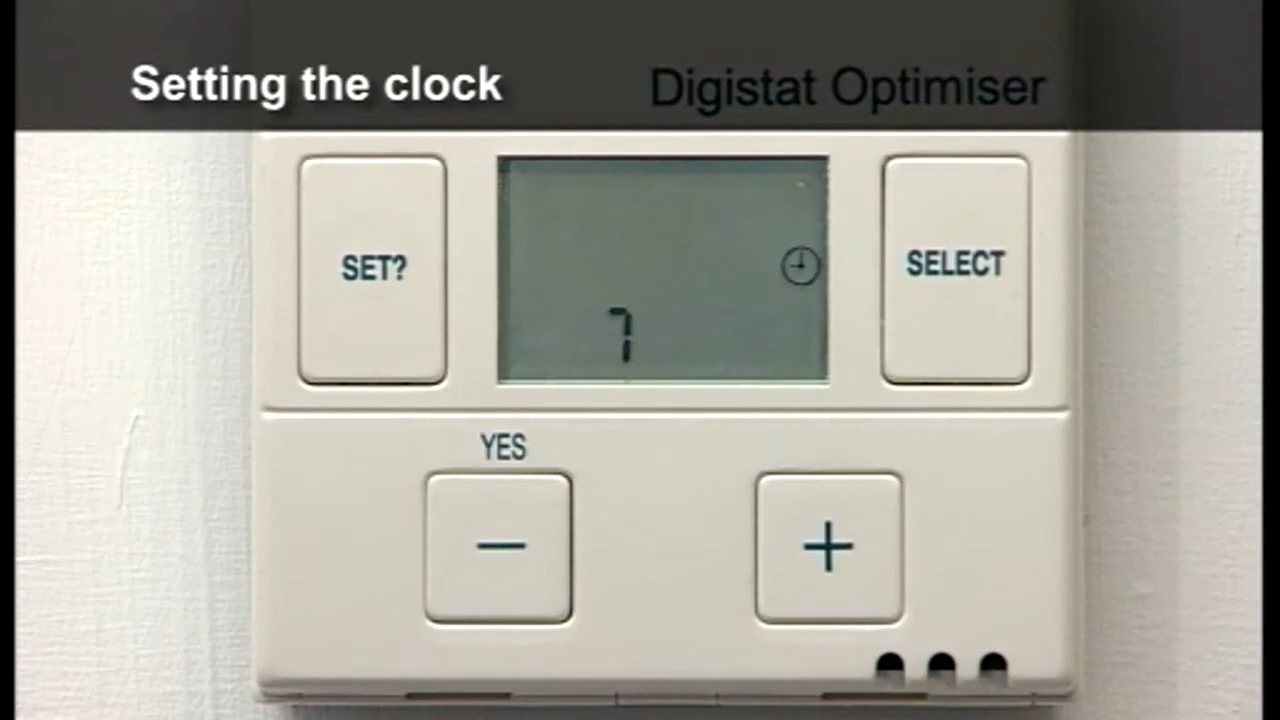 Setting the clock
Digistat Optimiser
SET?
SELECT
7
YES
−
+